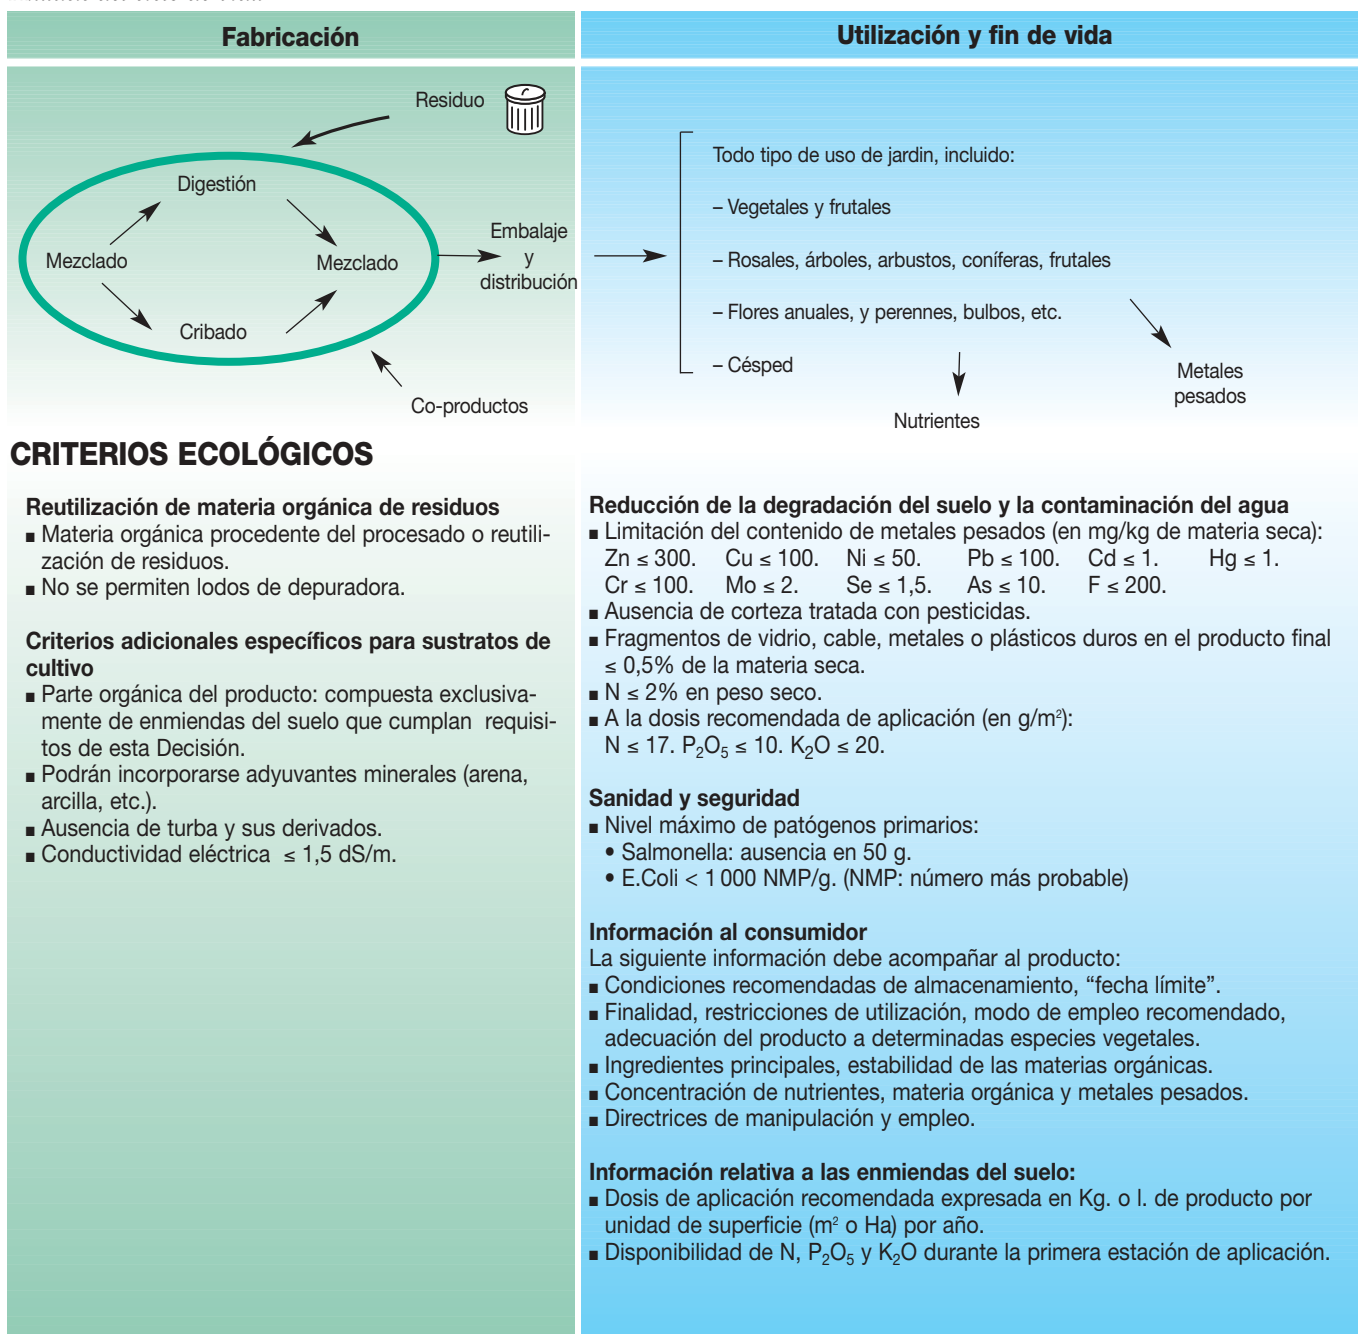 Fabricación
Residuo
Digestión
Mezclado
Mezclado
Cribado
Embalaje
y
distribución
Co-productos
Utilización y fin de vida
Todo tipo de uso de jardin, incluido:
– Vegetales y frutales
– Rosales, árboles, arbustos, coníferas, frutales
– Flores anuales, y perennes, bulbos, etc.
– Césped
Nutrientes
Metales
pesados
CRITERIOS ECOLÓGICOS
Reutilización de materia orgánica de residuos
■ Materia orgánica procedente del procesado o reutili-
zación de residuos.
■ No se permiten lodos de depuradora.
Criterios adicionales específicos para sustratos de
cultivo
■ Parte orgánica del producto: compuesta exclusiva-
mente de enmiendas del suelo que cumplan requisi-
tos de esta Decisión.
■ Podrán incorporarse adyuvantes minerales (arena,
arcilla, etc.).
■ Ausencia de turba y sus derivados.
■ Conductividad eléctrica ≤ 1,5 dS/m.
Reducción de la degradación del suelo y la contaminación del agua
■ Limitación del contenido de metales pesados (en mg/kg de materia seca):
Zn ≤ 300. Cu ≤ 100. Ni ≤ 50. Pb ≤ 100. Cd ≤ 1. Hg ≤ 1.
Cr ≤ 100. Mo ≤ 2. Se ≤ 1,5. As ≤ 10. F ≤ 200.
■ Ausencia de corteza tratada con pesticidas.
■ Fragmentos de vidrio, cable, metales o plásticos duros en el producto final
≤ 0,5% de la materia seca.
■ N ≤ 2% en peso seco.
■ A la dosis recomendada de aplicación (en g/m²):
N ≤ 17. P₂O₅ ≤ 10. K₂O ≤ 20.
Sanidad y seguridad
■ Nivel máximo de patógenos primarios:
• Salmonella: ausencia en 50 g.
• E.Coli < 1 000 NMP/g. (NMP: número más probable)
Información al consumidor
La siguiente información debe acompañar al producto:
■ Condiciones recomendadas de almacenamiento, “fecha límite”.
■ Finalidad, restricciones de utilización, modo de empleo recomendado,
adecuación del producto a determinadas especies vegetales.
■ Ingredientes principales, estabilidad de las materias orgánicas.
■ Concentración de nutrientes, materia orgánica y metales pesados.
■ Directrices de manipulación y empleo.
Información relativa a las enmiendas del suelo:
■ Dosis de aplicación recomendada expresada en Kg. o l. de producto por
unidad de superficie (m² o Ha) por año.
■ Disponibilidad de N, P₂O₅ y K₂O durante la primera estación de aplicación.